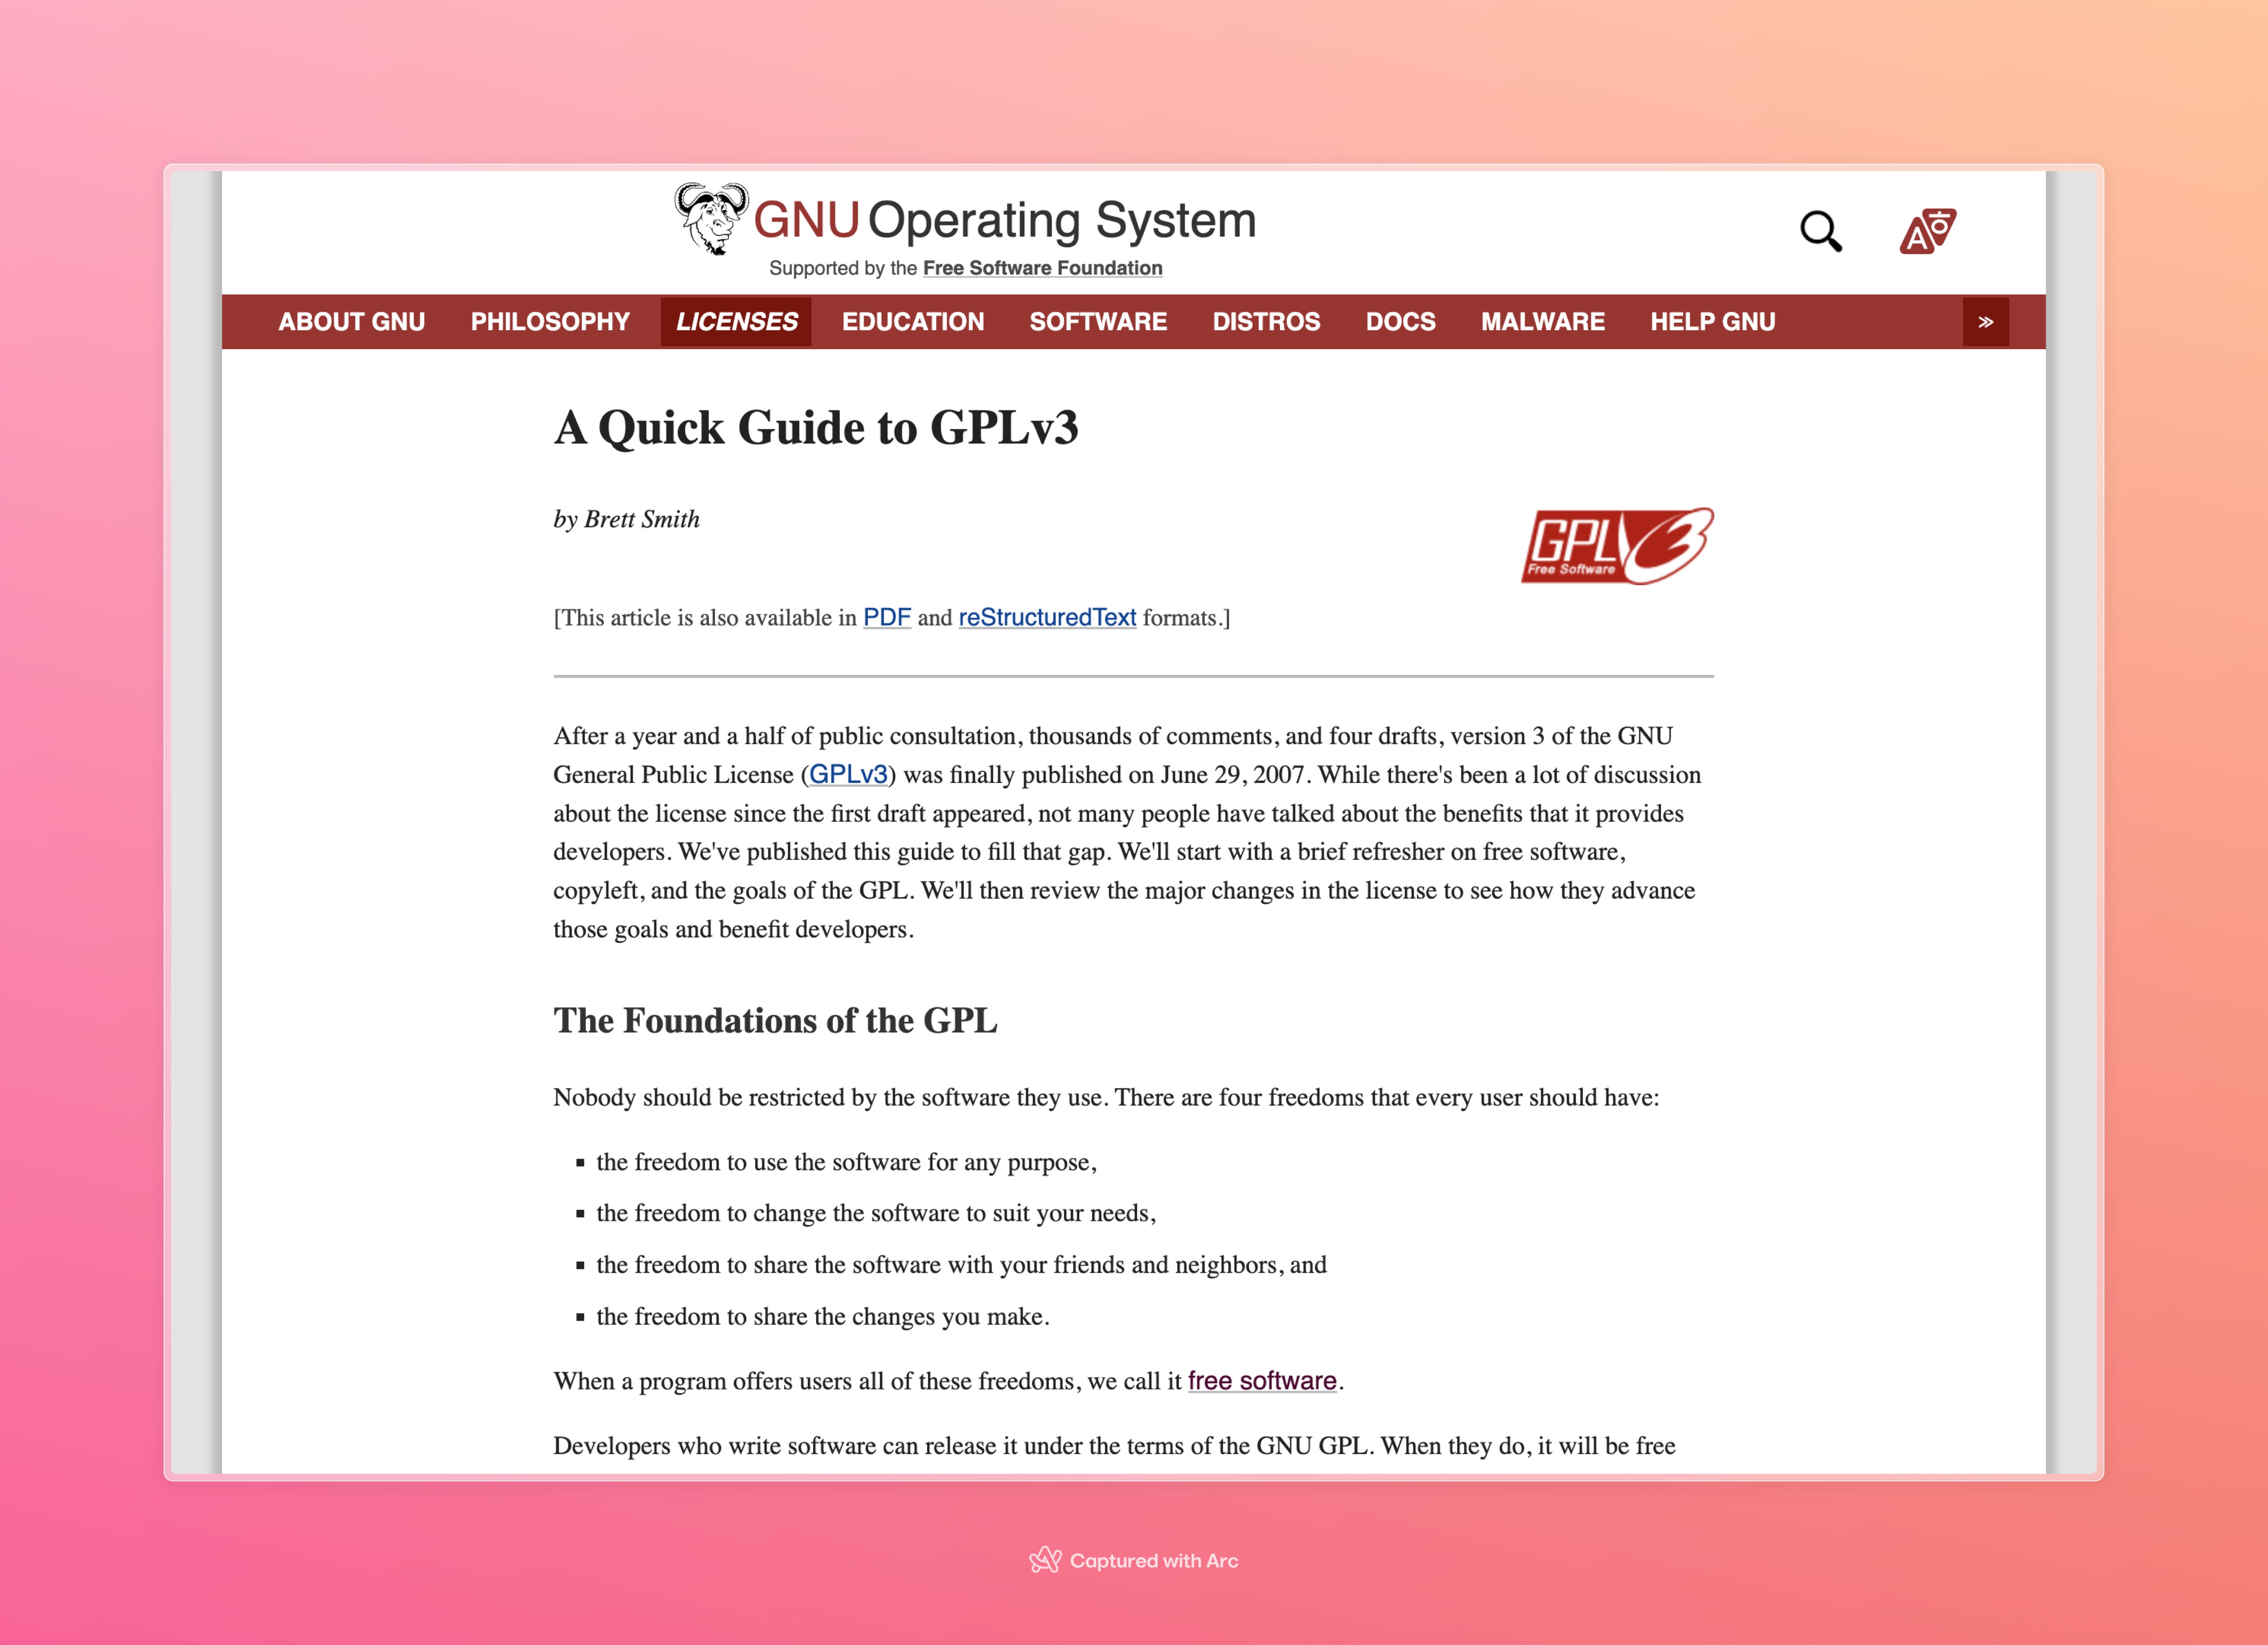 GNU Operating System
Supported by the Free Software Foundation
ABOUT GNU PHILOSOPHY LICENSES EDUCATION SOFTWARE DISTROS DOCS MALWARE HELP GNU »
A Quick Guide to GPLv3
by Brett Smith
GPLv3
Free Software
[This article is also available in PDF and reStructuredText formats.]
After a year and a half of public consultation, thousands of comments, and four drafts, version 3 of the GNU
General Public License (GPLv3) was finally published on June 29, 2007. While there's been a lot of discussion
about the license since the first draft appeared, not many people have talked about the benefits that it provides
developers. We've published this guide to fill that gap. We'll start with a brief refresher on free software,
copyleft, and the goals of the GPL. We'll then review the major changes in the license to see how they advance
those goals and benefit developers.
The Foundations of the GPL
Nobody should be restricted by the software they use. There are four freedoms that every user should have:
▪ the freedom to use the software for any purpose,
▪ the freedom to change the software to suit your needs,
▪ the freedom to share the software with your friends and neighbors, and
▪ the freedom to share the changes you make.
When a program offers users all of these freedoms, we call it free software.
Developers who write software can release it under the terms of the GNU GPL. When they do, it will be free
Captured with Arc